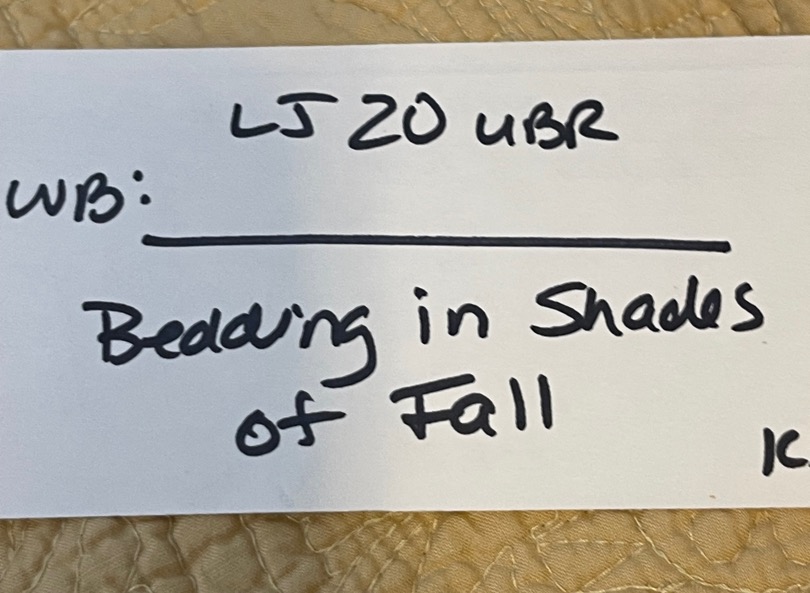 LJ 20 UBR
WB:
Bedding in Shades
of Fall
K